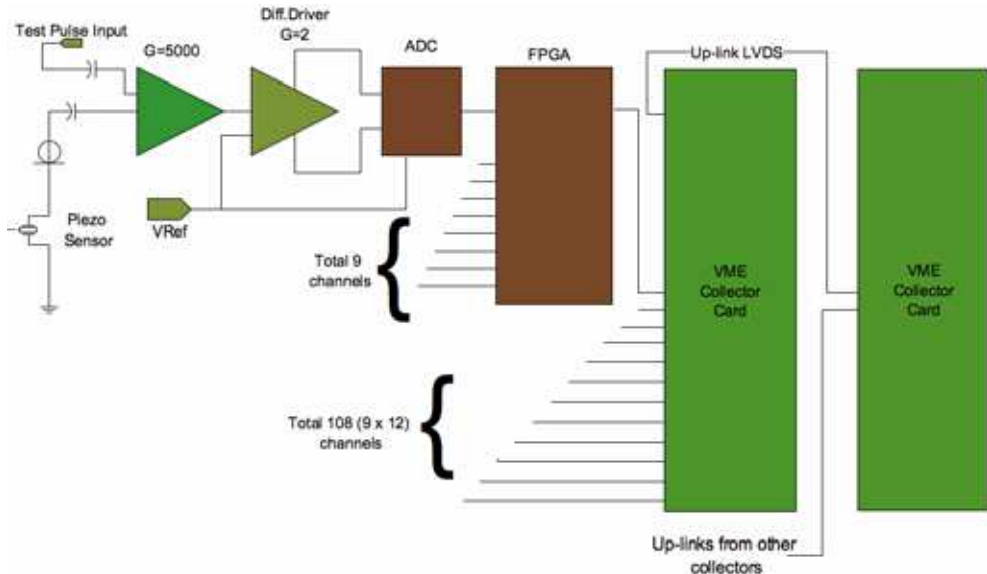 Test Pulse Input
G=5000
Diff.Driver
G=2
ADC
FPGA
Up-link LVDS
Piezo
Sensor
VRef
Total 9
channels
VME
Collector
Card
VME
Collector
Card
Total 108 (9 x 12)
channels
Up-links from other
collectors